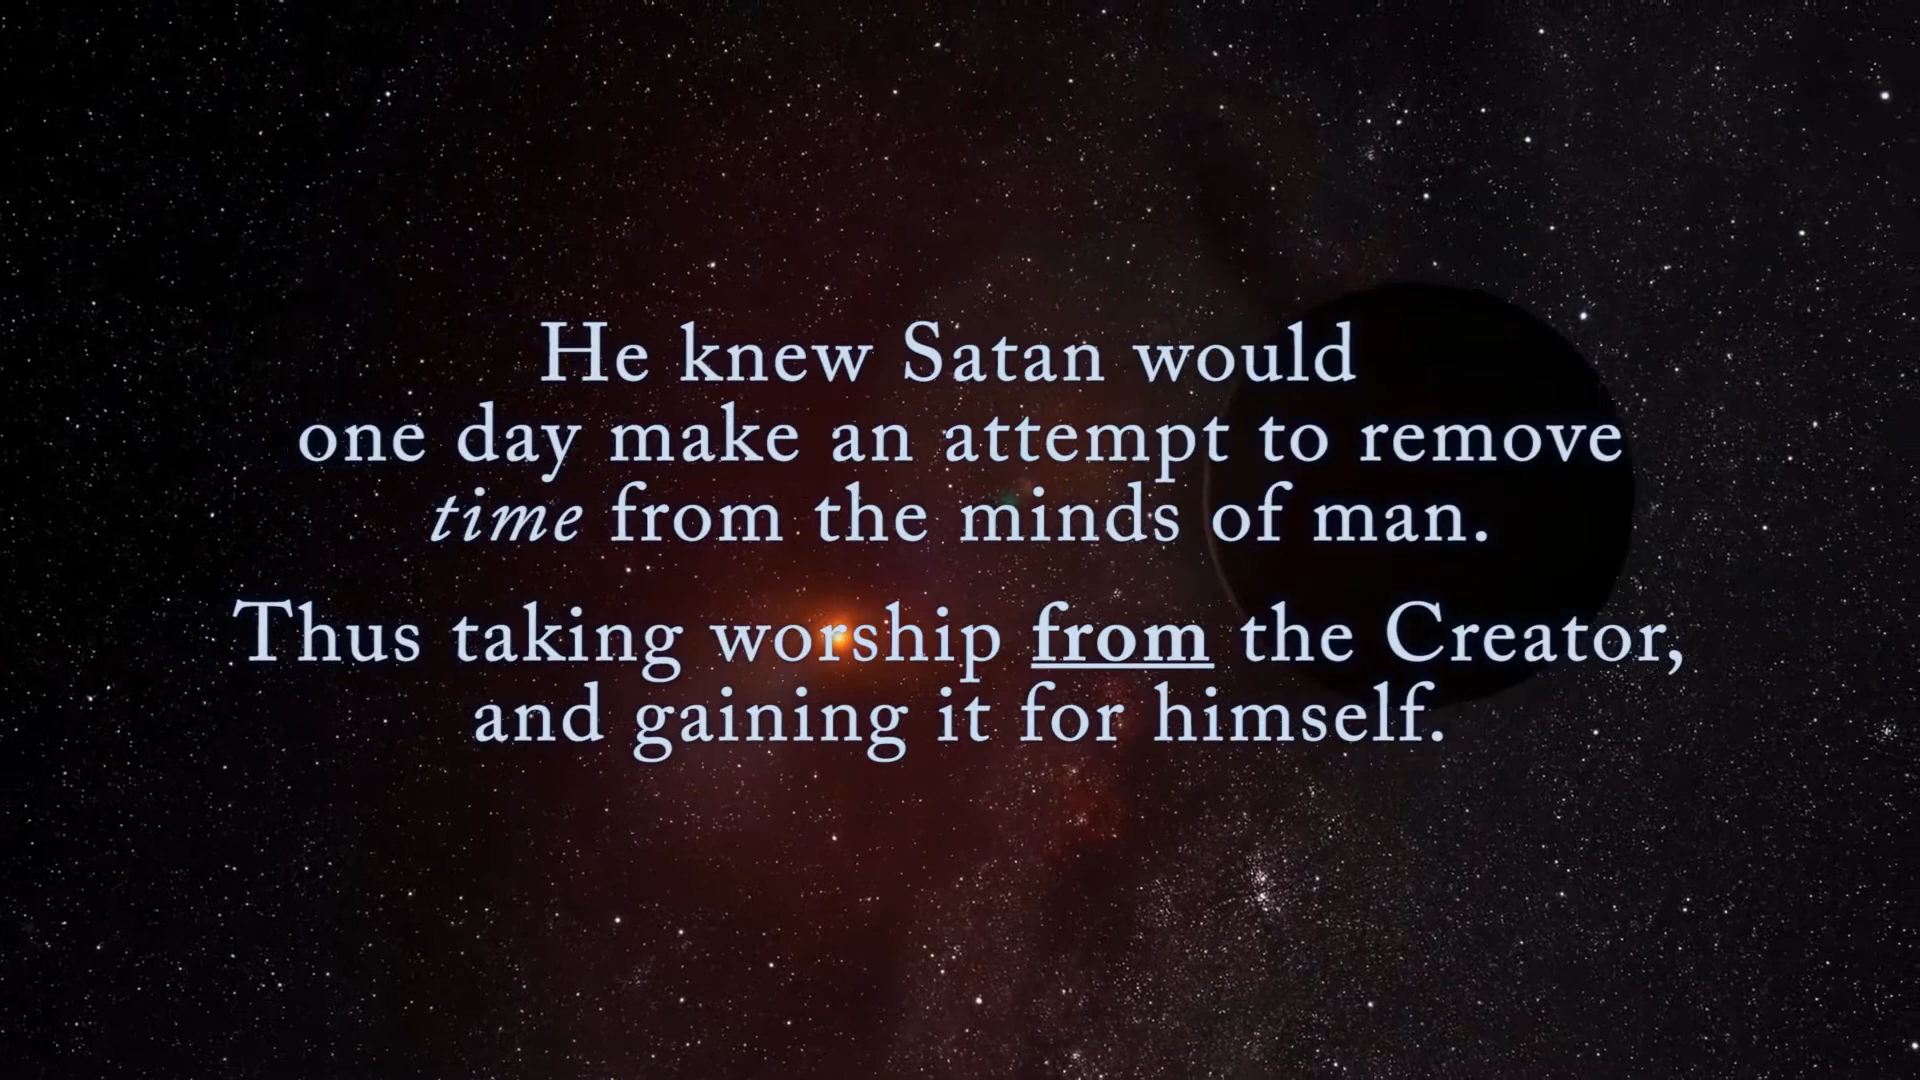 He knew Satan would
one day make an attempt to remove
time from the minds of man.
Thus taking worship from the Creator,
and gaining it for himself.